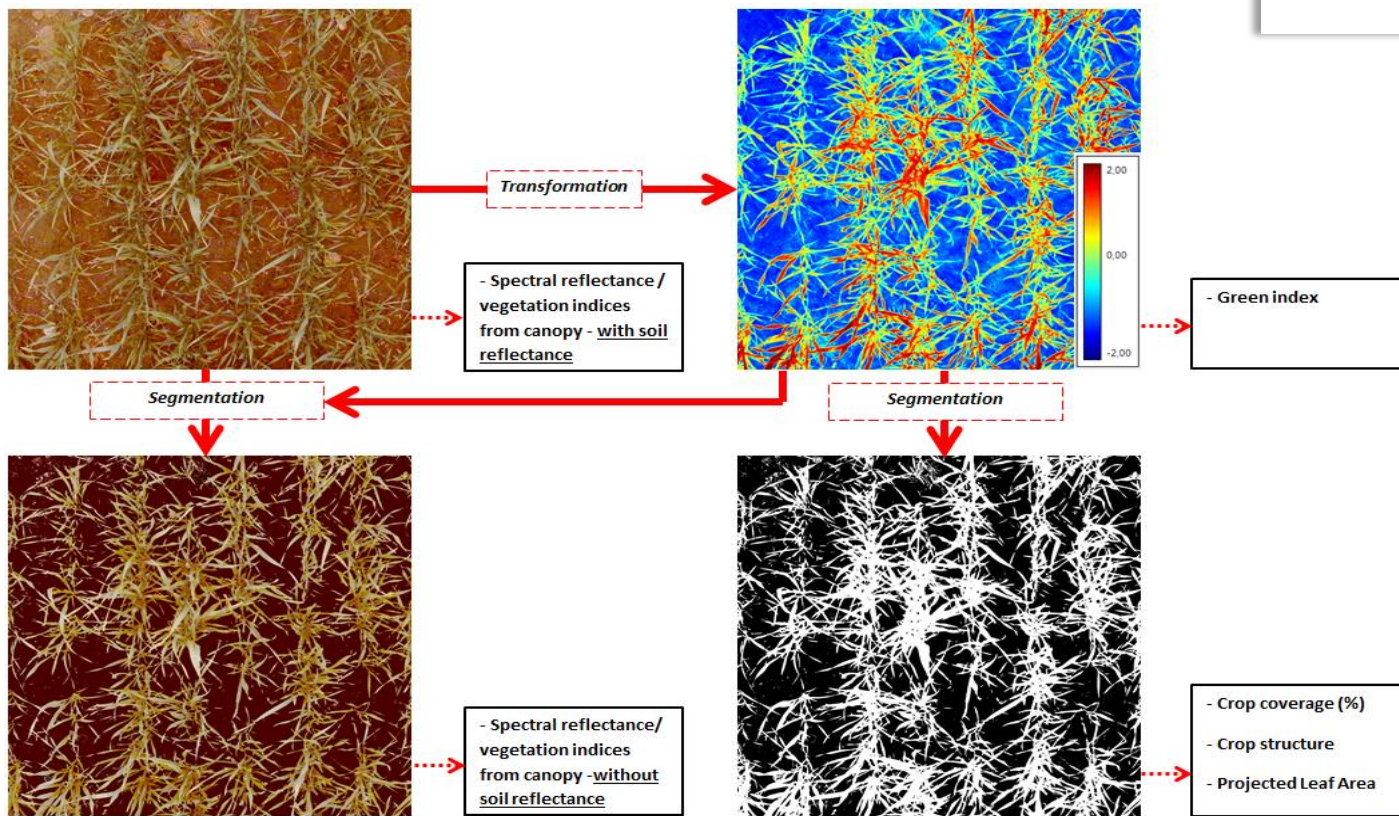 Transformation
2,00
0,00
-2,00
- Spectral reflectance /
vegetation indices
from canopy - with soil
reflectance
- Green index
Segmentation
Segmentation
- Spectral reflectance/
vegetation indices
from canopy -without
soil reflectance
- Crop coverage (%)
- Crop structure
- Projected Leaf Area